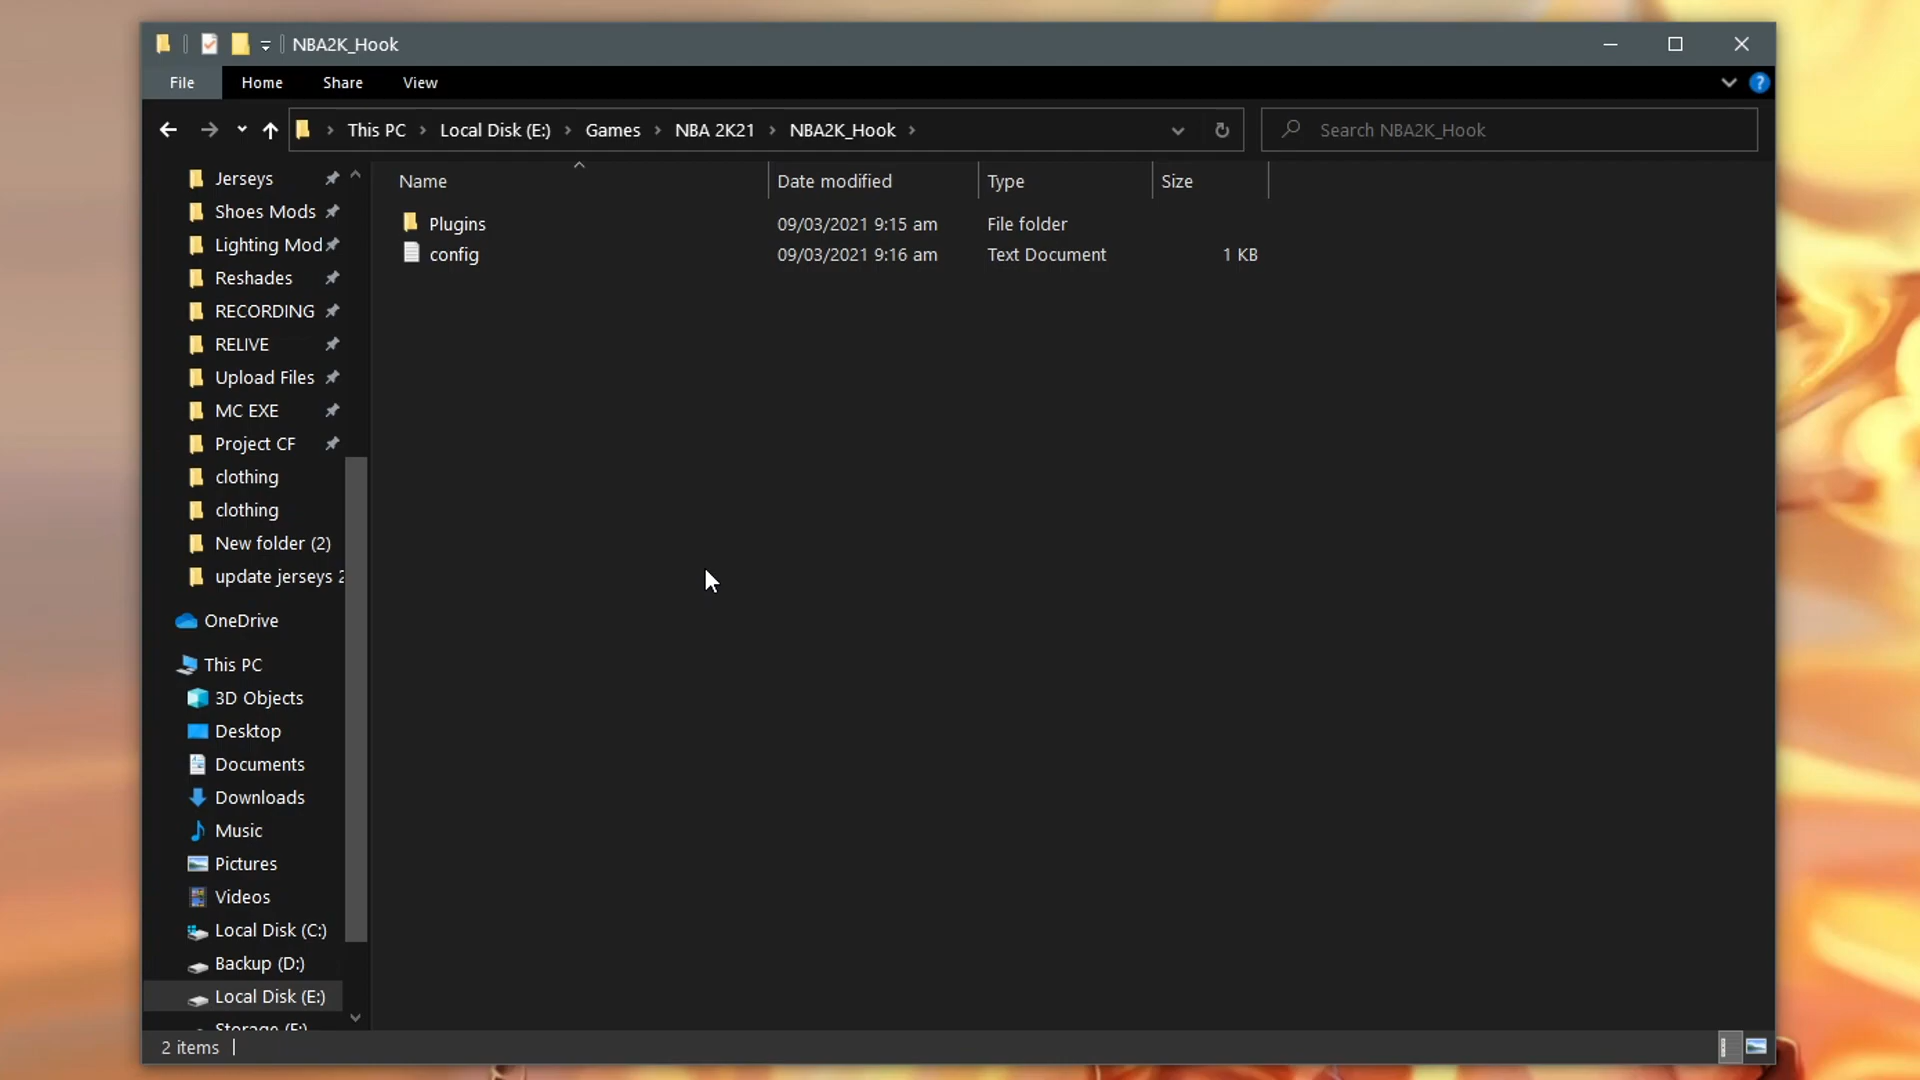 NBA2K_Hook
File Home Share View
This PC Local Disk (E:) Games NBA 2K21 NBA2K_Hook
Search NBA2K_Hook
Name Date modified Type Size
Plugins 09/03/2021 9:15 am File folder
config 09/03/2021 9:16 am Text Document 1 KB
Jerseys
Shoes Mods
Lighting Mod
Reshades
RECORDING
RELIVE
Upload Files
MC EXE
Project CF
clothing
clothing
New folder (2)
update jerseys 2
OneDrive
This PC
3D Objects
Desktop
Documents
Downloads
Music
Pictures
Videos
Local Disk (C:)
Backup (D:)
Local Disk (E:)
Storage (F:)
2 items